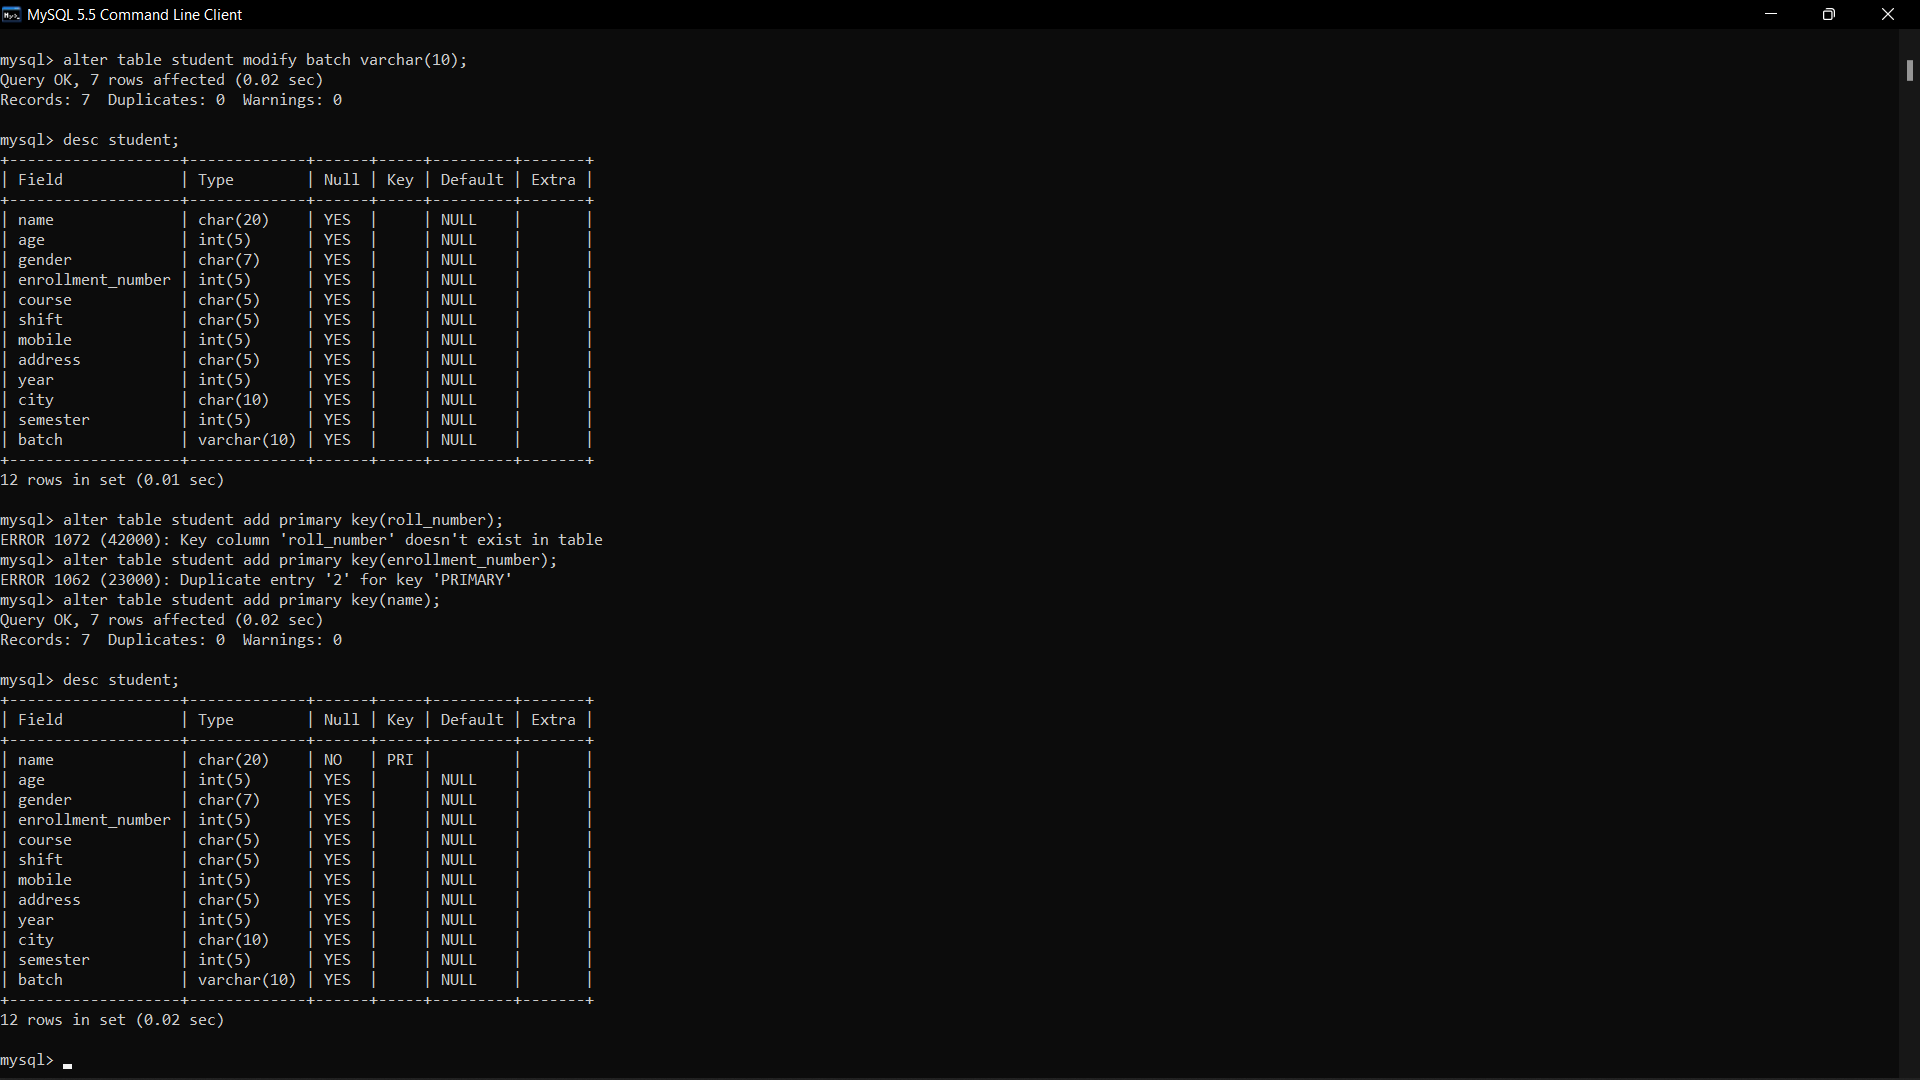 MySQL 5.5 Command Line Client
mysql> alter table student modify batch varchar(10);
Query OK, 7 rows affected (0.02 sec)
Records: 7  Duplicates: 0  Warnings: 0
mysql> desc student;
+-------------------+-------------+------+-----+---------+-------+
| Field             | Type        | Null | Key | Default | Extra |
+-------------------+-------------+------+-----+---------+-------+
| name              | char(20)    | YES  |     | NULL    |       |
| age               | int(5)      | YES  |     | NULL    |       |
| gender            | char(7)     | YES  |     | NULL    |       |
| enrollment_number | int(5)      | YES  |     | NULL    |       |
| course            | char(5)     | YES  |     | NULL    |       |
| shift             | char(5)     | YES  |     | NULL    |       |
| mobile            | int(5)      | YES  |     | NULL    |       |
| address           | char(5)     | YES  |     | NULL    |       |
| year              | int(5)      | YES  |     | NULL    |       |
| city              | char(10)    | YES  |     | NULL    |       |
| semester          | int(5)      | YES  |     | NULL    |       |
| batch             | varchar(10) | YES  |     | NULL    |       |
+-------------------+-------------+------+-----+---------+-------+
12 rows in set (0.01 sec)
mysql> alter table student add primary key(roll_number);
ERROR 1072 (42000): Key column 'roll_number' doesn't exist in table
mysql> alter table student add primary key(enrollment_number);
ERROR 1062 (23000): Duplicate entry '2' for key 'PRIMARY'
mysql> alter table student add primary key(name);
Query OK, 7 rows affected (0.02 sec)
Records: 7  Duplicates: 0  Warnings: 0
mysql> desc student;
+-------------------+-------------+------+-----+---------+-------+
| Field             | Type        | Null | Key | Default | Extra |
+-------------------+-------------+------+-----+---------+-------+
| name              | char(20)    | NO   | PRI |         |       |
| age               | int(5)      | YES  |     | NULL    |       |
| gender            | char(7)     | YES  |     | NULL    |       |
| enrollment_number | int(5)      | YES  |     | NULL    |       |
| course            | char(5)     | YES  |     | NULL    |       |
| shift             | char(5)     | YES  |     | NULL    |       |
| mobile            | int(5)      | YES  |     | NULL    |       |
| address           | char(5)     | YES  |     | NULL    |       |
| year              | int(5)      | YES  |     | NULL    |       |
| city              | char(10)    | YES  |     | NULL    |       |
| semester          | int(5)      | YES  |     | NULL    |       |
| batch             | varchar(10) | YES  |     | NULL    |       |
+-------------------+-------------+------+-----+---------+-------+
12 rows in set (0.02 sec)
mysql>